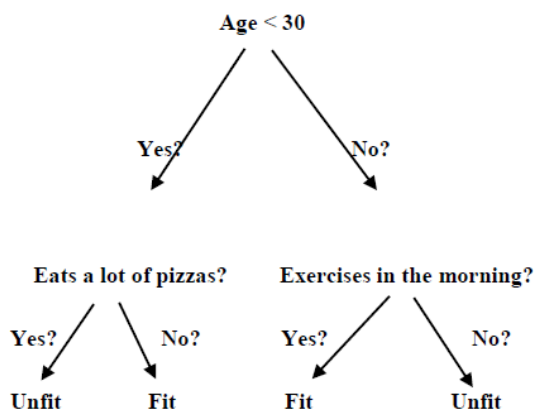 Age < 30
Yes? No?
Eats a lot of pizzas? Exercises in the morning?
Yes? No? Yes? No?
Unfit Fit Fit Unfit